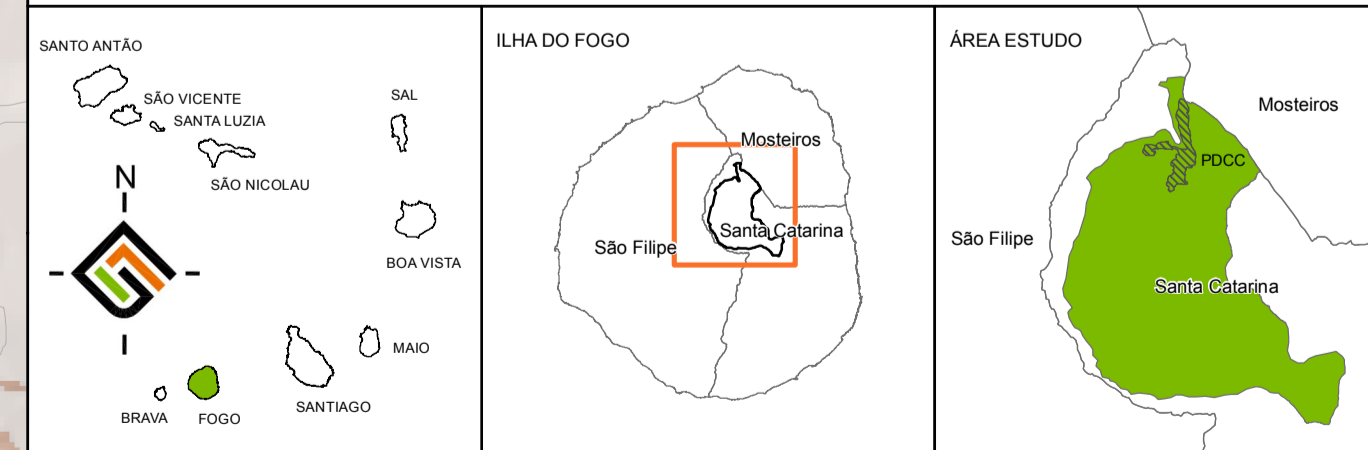 SANTO ANTÃO
SÃO VICENTE
SANTA LUZIA
SÃO NICOLAU
SAL
BOA VISTA
N
MAIO
SANTIAGO
BRAVA
FOGO
ILHA DO FOGO
Mosteiros
São Filipe
Santa Catarina
ÁREA ESTUDO
Mosteiros
PDCC
São Filipe
Santa Catarina